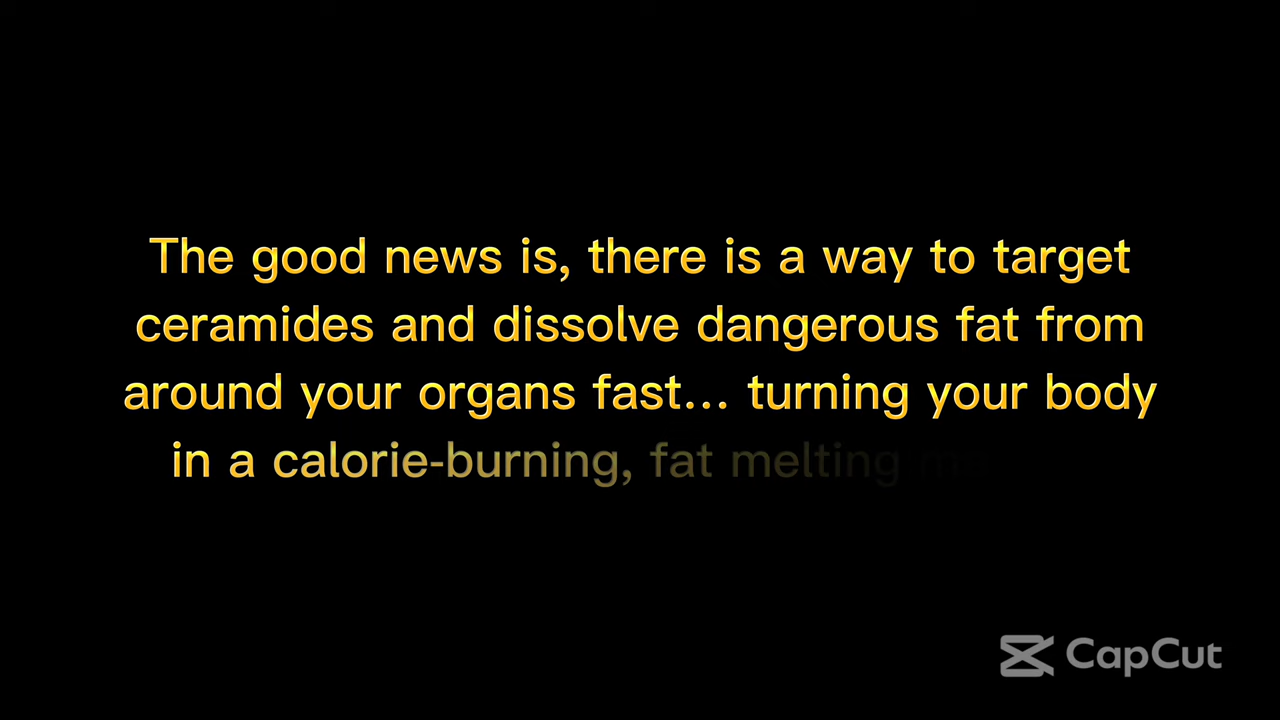 The good news is, there is a way to target
ceramides and dissolve dangerous fat from
around your organs fast... turning your body
in a calorie-burning, fat melting
CapCut